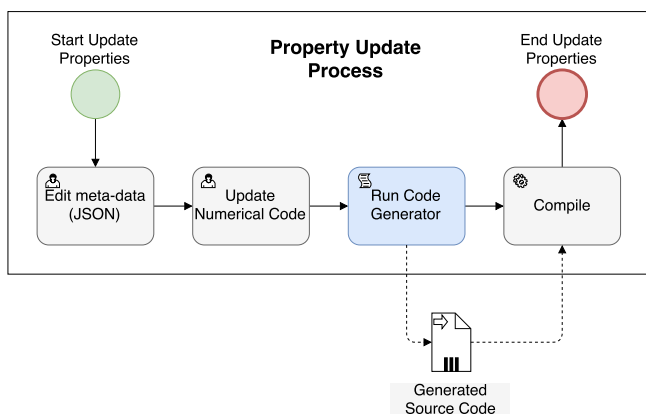 Start Update
Properties
Property Update
Process
End Update
Properties
Edit meta-data
(JSON)
Update
Numerical Code
Run Code
Generator
Compile
Generated
Source Code